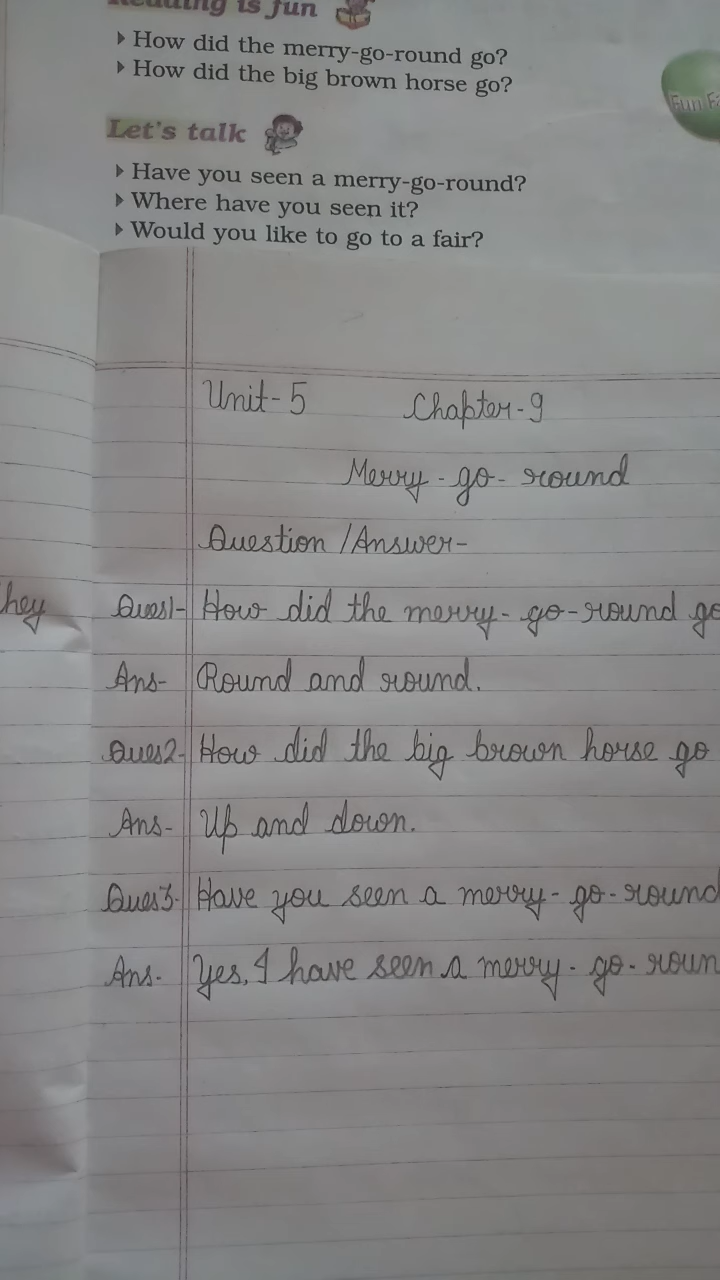 Reading is fun
How did the merry-go-round go?
How did the big brown horse go?
Fun Fa
Let's talk
Have you seen a merry-go-round?
Where have you seen it?
Would you like to go to a fair?
Unit-5 Chapter-9
Merry-go-round
Question/Answer-
hey
Ques1- How did the merry-go-round go
Ans- Round and round.
Ques2- How did the big brown horse go
Ans- Up and down.
Ques3- Have you seen a merry-go-round
Ans- Yes, I have seen a merry-go-roun